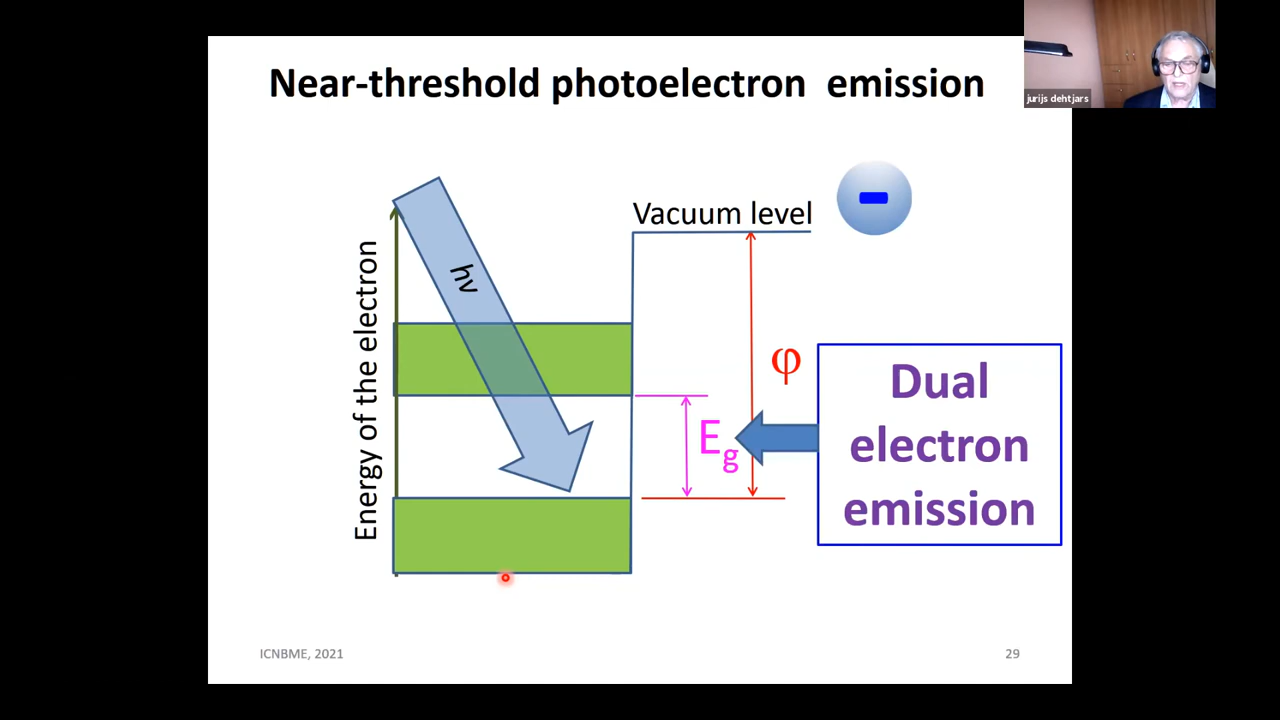 Near-threshold photoelectron emission
jurijs dehtjars
Vacuum level
-
hν
Energy of the electron
φ
Eg
Dual
electron
emission
ICNBME, 2021
29